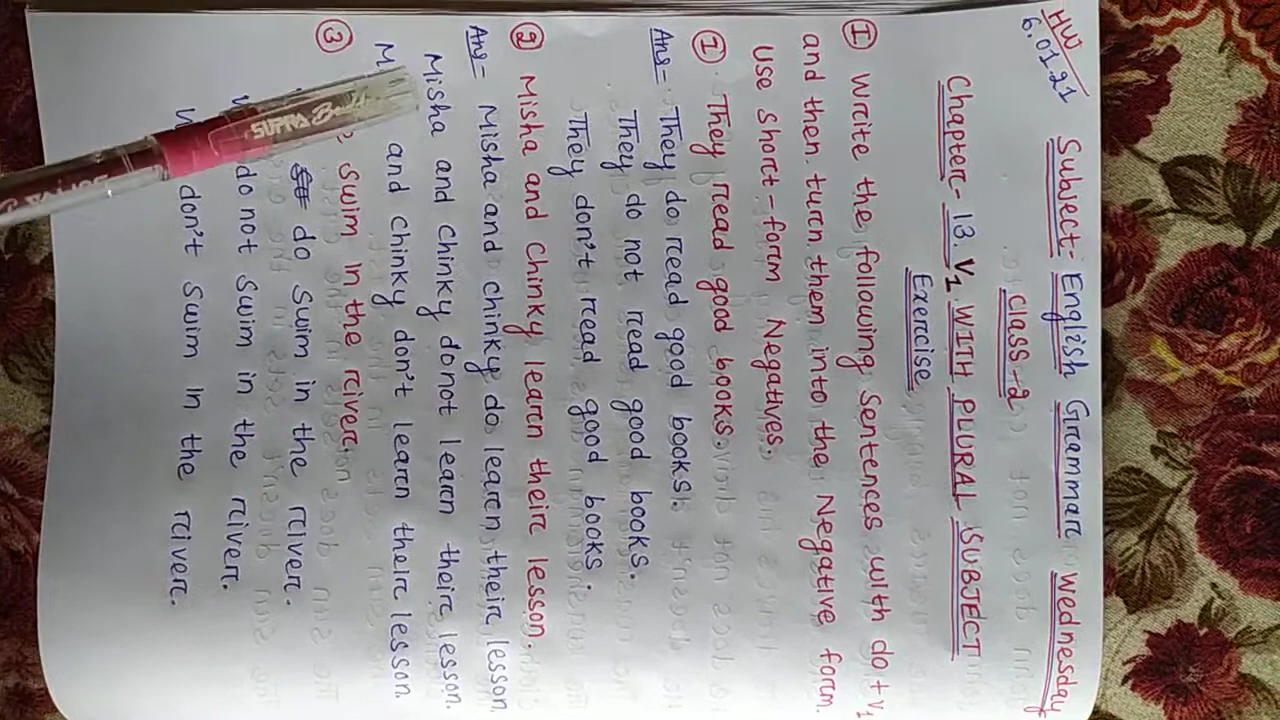 HW
6.01.21
Subject- English Grammar Wednesday
Class-2
Chapter- 13. V1 WITH PLURAL SUBJECT
Exercise
I Write the following sentences with do + V1
and then turn them into the Negative form.
Use short-form Negatives.
1 They read good books.
Ans- They do read good books.
They do not read good books.
They don't read good books.
2 Misha and Chinky learn their lesson.
Ans- Misha and Chinky do learn their lesson.
Misha and Chinky do not learn their lesson.
and Chinky don't learn their lesson.
3 swim in the river.
do swim in the river.
do not swim in the river.
don't swim in the river.
SUPRA